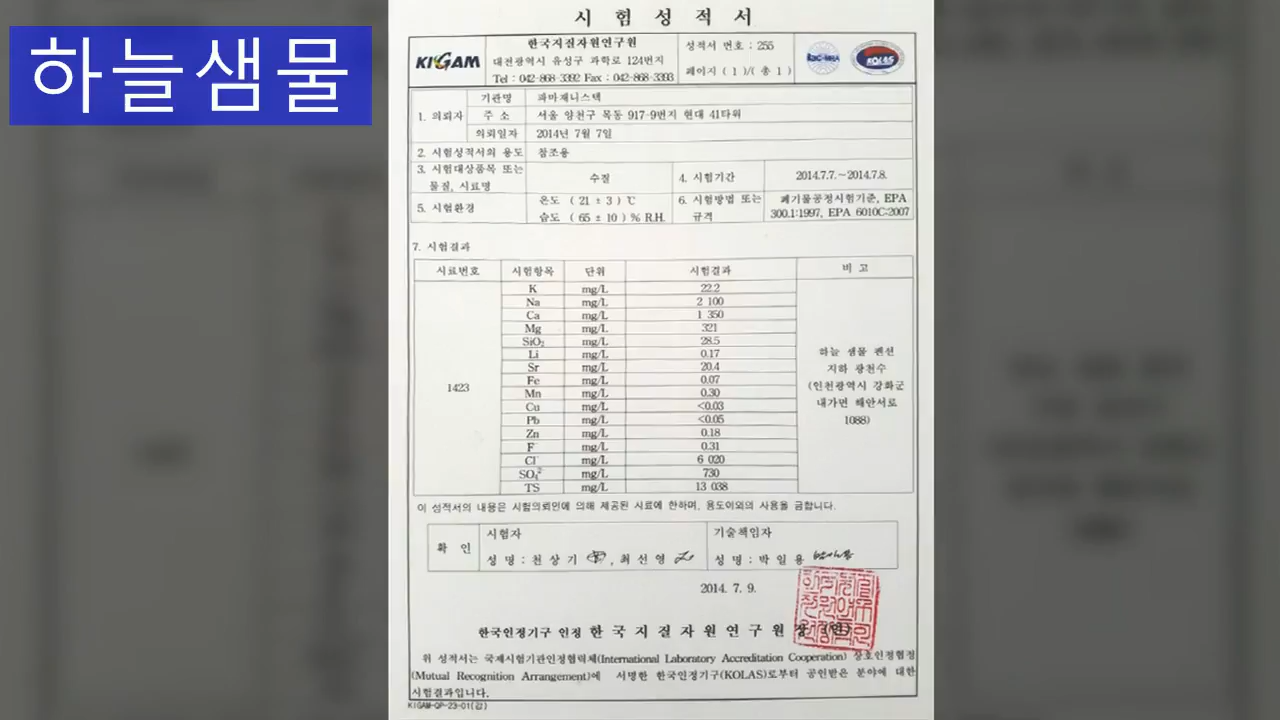 하늘샘물
시 험 성 적 서
KIGAM
한국지질자원연구원
대전광역시 유성구 과학로 124번지
Tel : 042-868-3392 Fax : 042-868-3393
성적서 번호 : 255
페이지 ( 1 )/( 총 1 )
KOLAS
1. 의뢰자
기관명 파마재니스텍
주 소 서울 양천구 목동 917-9번지 현대 41타워
의뢰일자 2014년 7월 7일
2. 시험성적서의 용도 참조용
3. 시험대상품목 또는 물질, 시료명 수질
4. 시험기간 2014.7.7.~2014.7.8.
5. 시험환경
온도 ( 21 ± 3 ) ℃
습도 ( 65 ± 10 ) % R.H.
6. 시험방법 또는 규격
폐기물공정시험기준, EPA
300.1:1997, EPA 6010C:2007
7. 시험결과
시료번호 시험항목 단위 시험결과 비 고
1423
K mg/L 22.2
Na mg/L 2 100
Ca mg/L 1 350
Mg mg/L 321
SiO₂ mg/L 28.5
Li mg/L 0.17
Sr mg/L 20.4
Fe mg/L 0.07
Mn mg/L 0.30
Cu mg/L <0.03
Pb mg/L <0.05
Zn mg/L 0.18
F⁻ mg/L 0.31
Cl⁻ mg/L 6 020
SO₄²⁻ mg/L 730
TS mg/L 13 038
하늘 샘물 펜션
지하 광천수
(인천광역시 강화군
내가면 해안서로
1088)
이 성적서의 내용은 시험의뢰인에 의해 제공된 시료에 한하며, 용도이외의 사용을 금합니다.
확 인
시험자
성 명 : 천 상 기 , 최 선 영
기술책임자
성 명 : 박 일 용
2014. 7. 9.
한국인정기구 인정 한 국 지 질 자 원 연 구 원 장 (인)
위 성적서는 국제시험기관인정협력체(International Laboratory Accreditation Cooperation) 상호인정협정
(Mutual Recognition Arrangement)에 서명한 한국인정기구(KOLAS)로부터 공인받은 분야에 대한
시험결과입니다.
KIGAM-QP-23-01(갑)